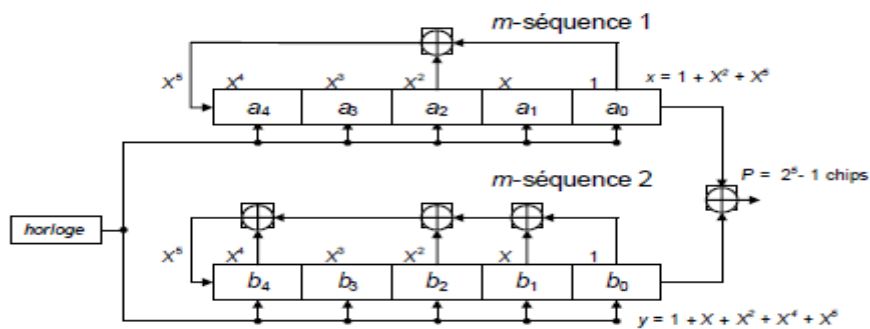 m-séquence 1
X⁵ X⁴ X³ X² X 1 x = 1 + X² + X⁵
a₄ a₃ a₂ a₁ a₀
P = 2⁵- 1 chips
m-séquence 2
horloge
X⁵ X⁴ X³ X² X 1
b₄ b₃ b₂ b₁ b₀
y = 1 + X + X² + X⁴ + X⁵